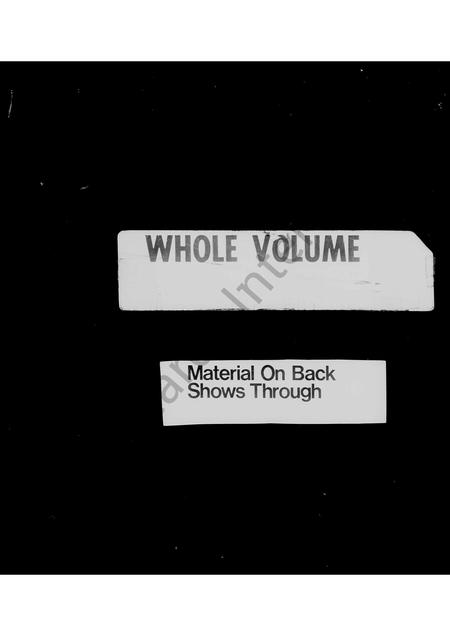 WHOLE VOLUME
Material On Back
Shows Through